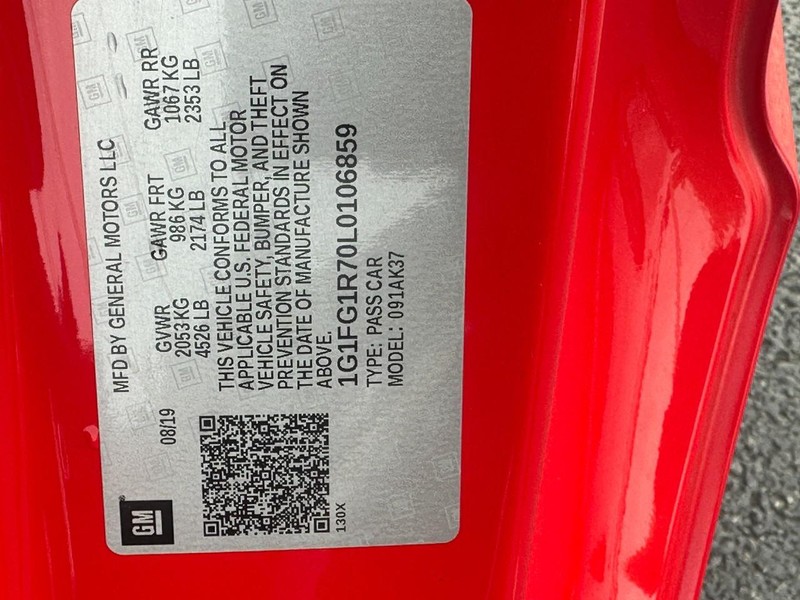 MFD BY GENERAL MOTORS LLC
08/19
GVWR GAWR FRT GAWR RR
2053 KG 986 KG 1067 KG
4526 LB 2174 LB 2353 LB
THIS VEHICLE CONFORMS TO ALL
APPLICABLE U.S. FEDERAL MOTOR
VEHICLE SAFETY, BUMPER, AND THEFT
PREVENTION STANDARDS IN EFFECT ON
THE DATE OF MANUFACTURE SHOWN
ABOVE.
1G1FG1R70L0106859
TYPE: PASS CAR
MODEL: 091AK37
GM®
130X